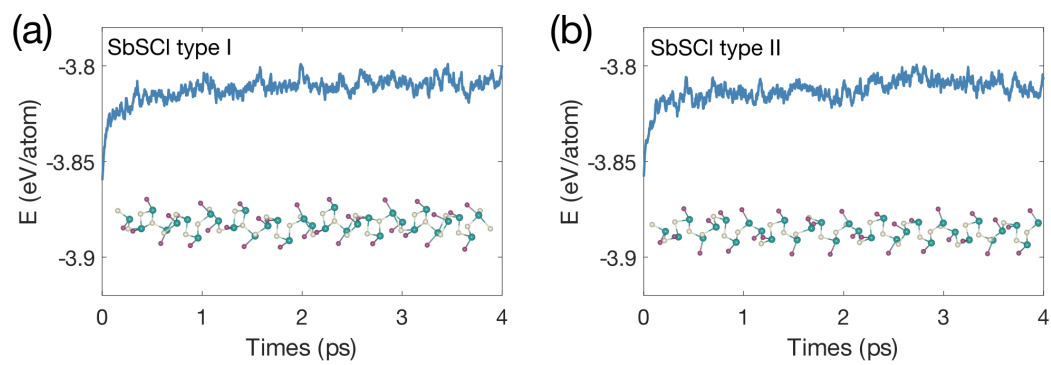 (a)
SbSCl type I
-3.8
-3.85
-3.9
E (eV/atom)
0 1 2 3 4
Times (ps)
(b)
SbSCl type II
-3.8
-3.85
-3.9
E (eV/atom)
0 1 2 3 4
Times (ps)